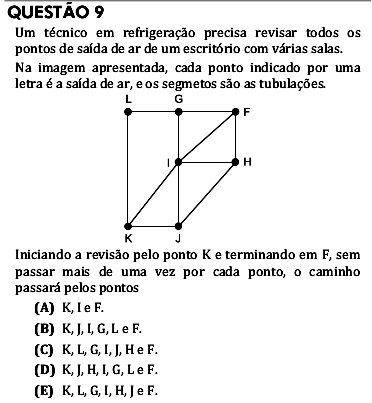 QUESTÃO 9
Um técnico em refrigeração precisa revisar todos os
pontos de saída de ar de um escritório com várias salas.
Na imagem apresentada, cada ponto indicado por uma
letra é a saída de ar, e os segmetos são as tubulações.
L G
F
I H
K J
Iniciando a revisão pelo ponto K e terminando em F, sem
passar mais de uma vez por cada ponto, o caminho
passará pelos pontos
(A) K, I e F.
(B) K, J, I, G, L e F.
(C) K, L, G, I, J, H e F.
(D) K, J, H, I, G, L e F.
(E) K, L, G, I, H, J e F.